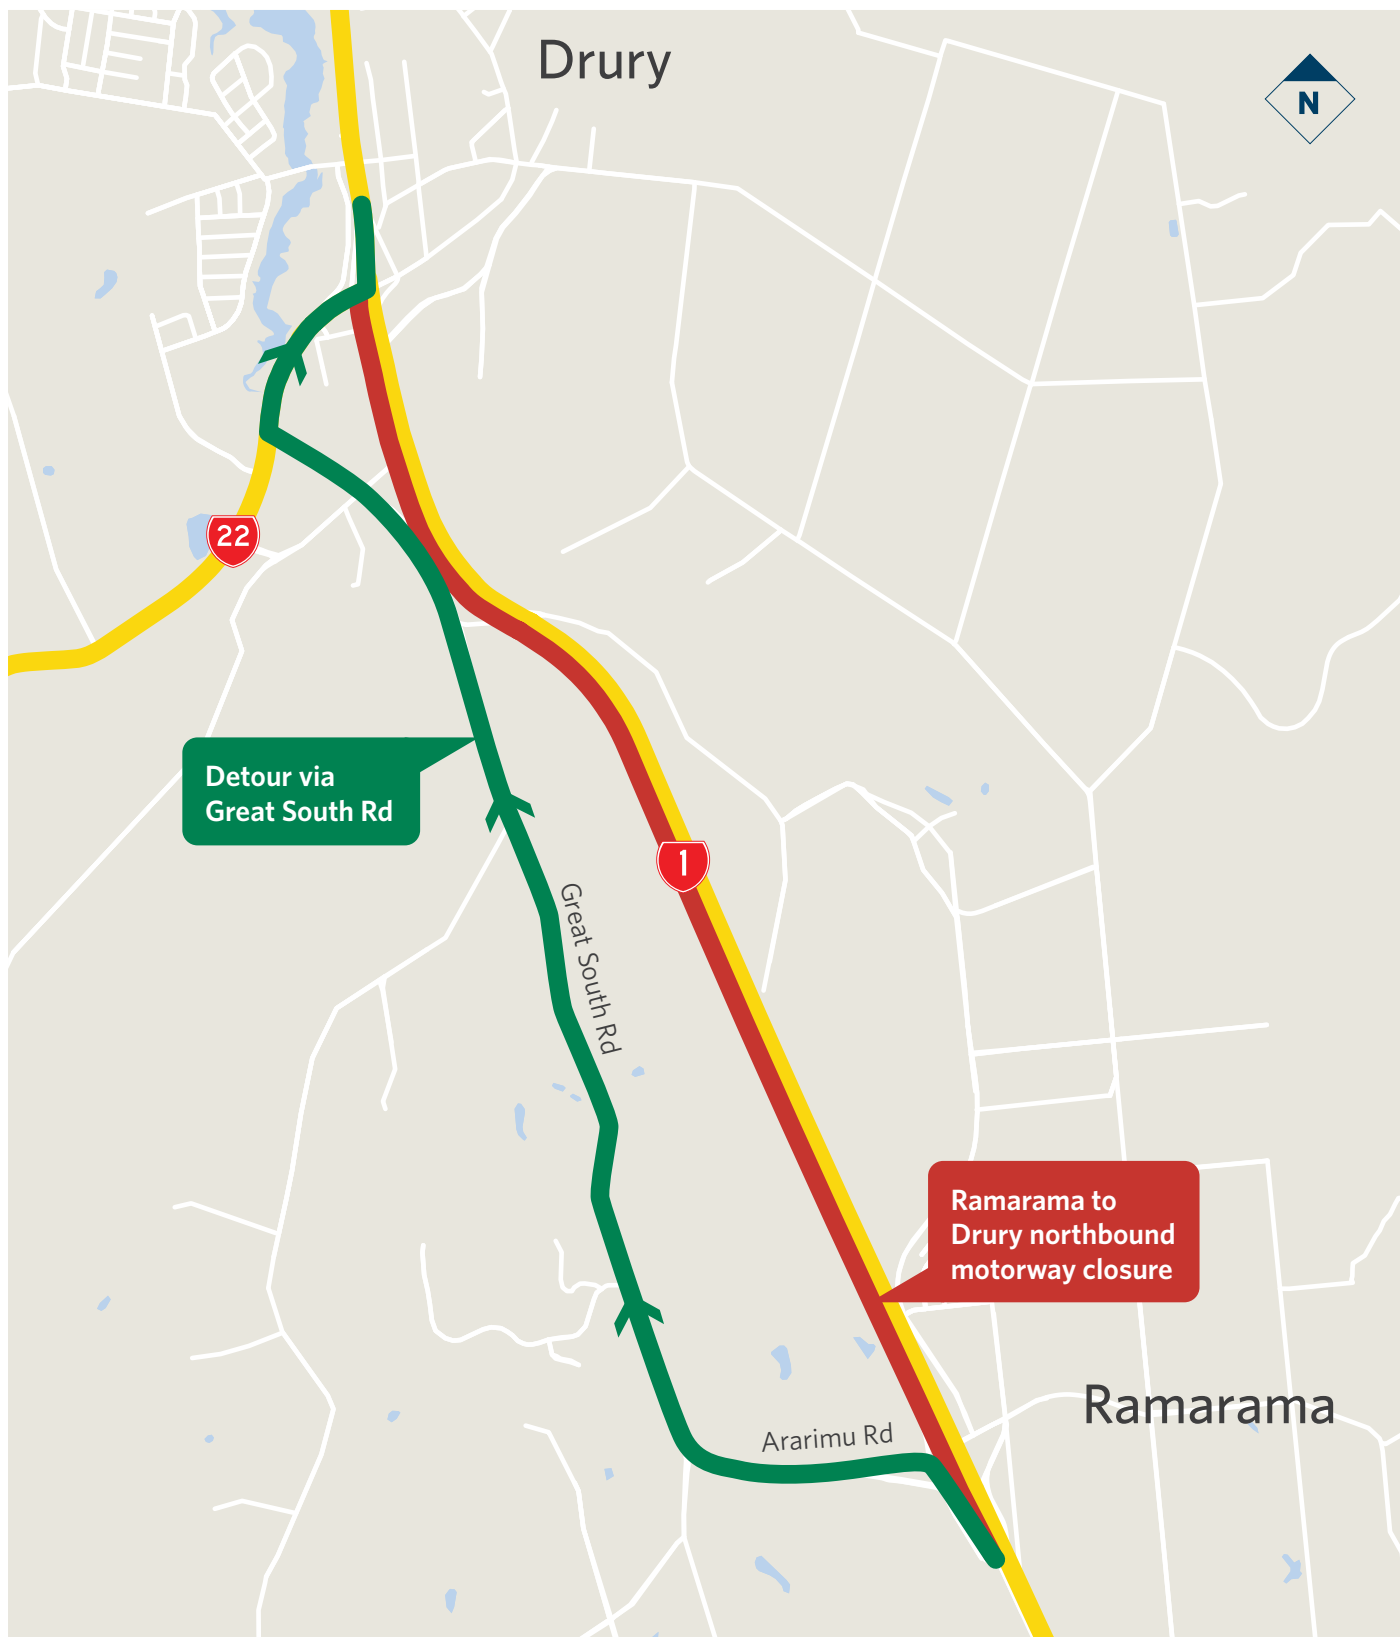 Drury
N
22
Detour via
Great South Rd
1
Great South Rd
Ramarama to
Drury northbound
motorway closure
Ramarama
Ararimu Rd